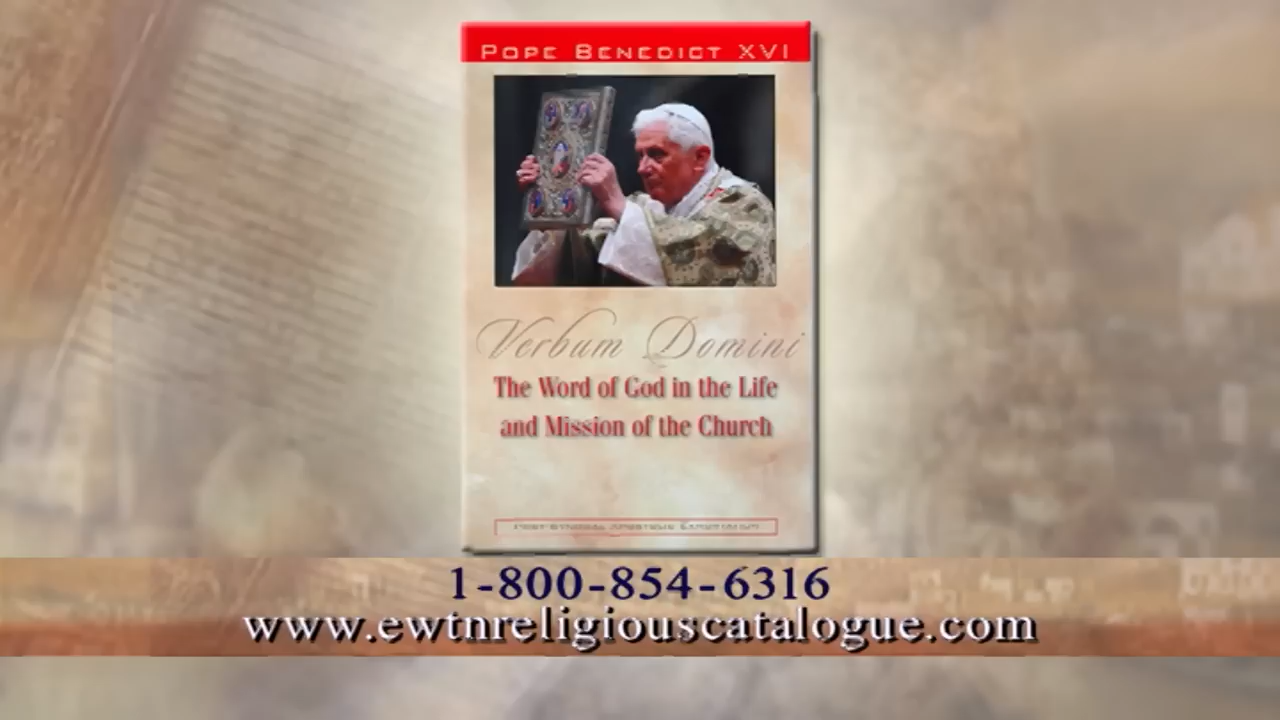 POPE BENEDICT XVI
Verbum Domini
The Word of God in the Life
and Mission of the Church
1-800-854-6316
www.ewtnreligiouscatalogue.com